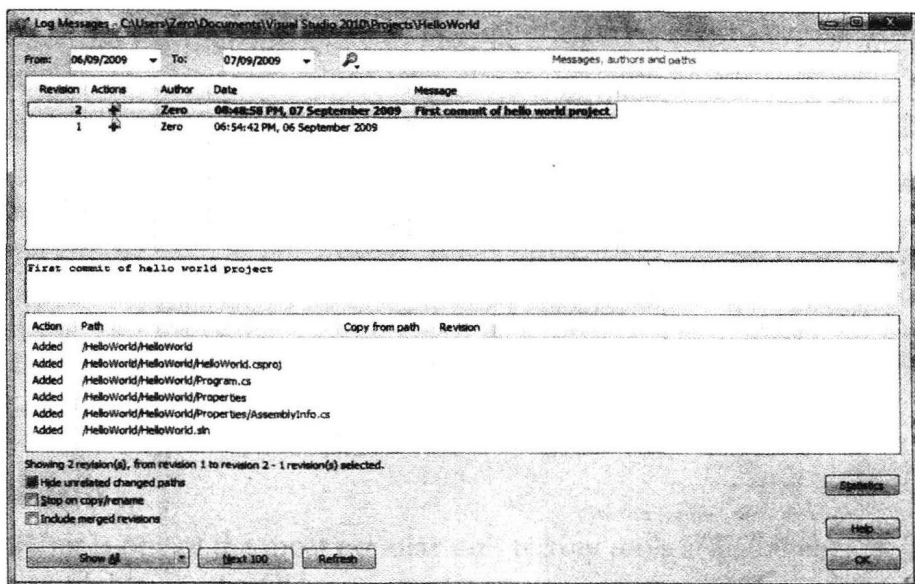 Log Messages - C:\Users\Zero\Documents\Visual Studio 2010\Projects\HelloWorld
From: 06/09/2009 To: 07/09/2009 Messages, authors and paths
Revision Actions Author Date Message
2 Zero 08:48:58 PM, 07 September 2009 First commit of hello world project
1 Zero 06:54:42 PM, 06 September 2009
First commit of hello world project
Action Path Copy from path Revision
Added /HelloWorld/HelloWorld
Added /HelloWorld/HelloWorld/HelloWorld.csproj
Added /HelloWorld/HelloWorld/Program.cs
Added /HelloWorld/HelloWorld/Properties
Added /HelloWorld/HelloWorld/Properties/AssemblyInfo.cs
Added /HelloWorld/HelloWorld.sln
Showing 2 revision(s), from revision 1 to revision 2 - 1 revision(s) selected.
Hide unrelated changed paths
Stop on copy/rename
Include merged revisions
Statistics
Help
Show All Next 100 Refresh OK